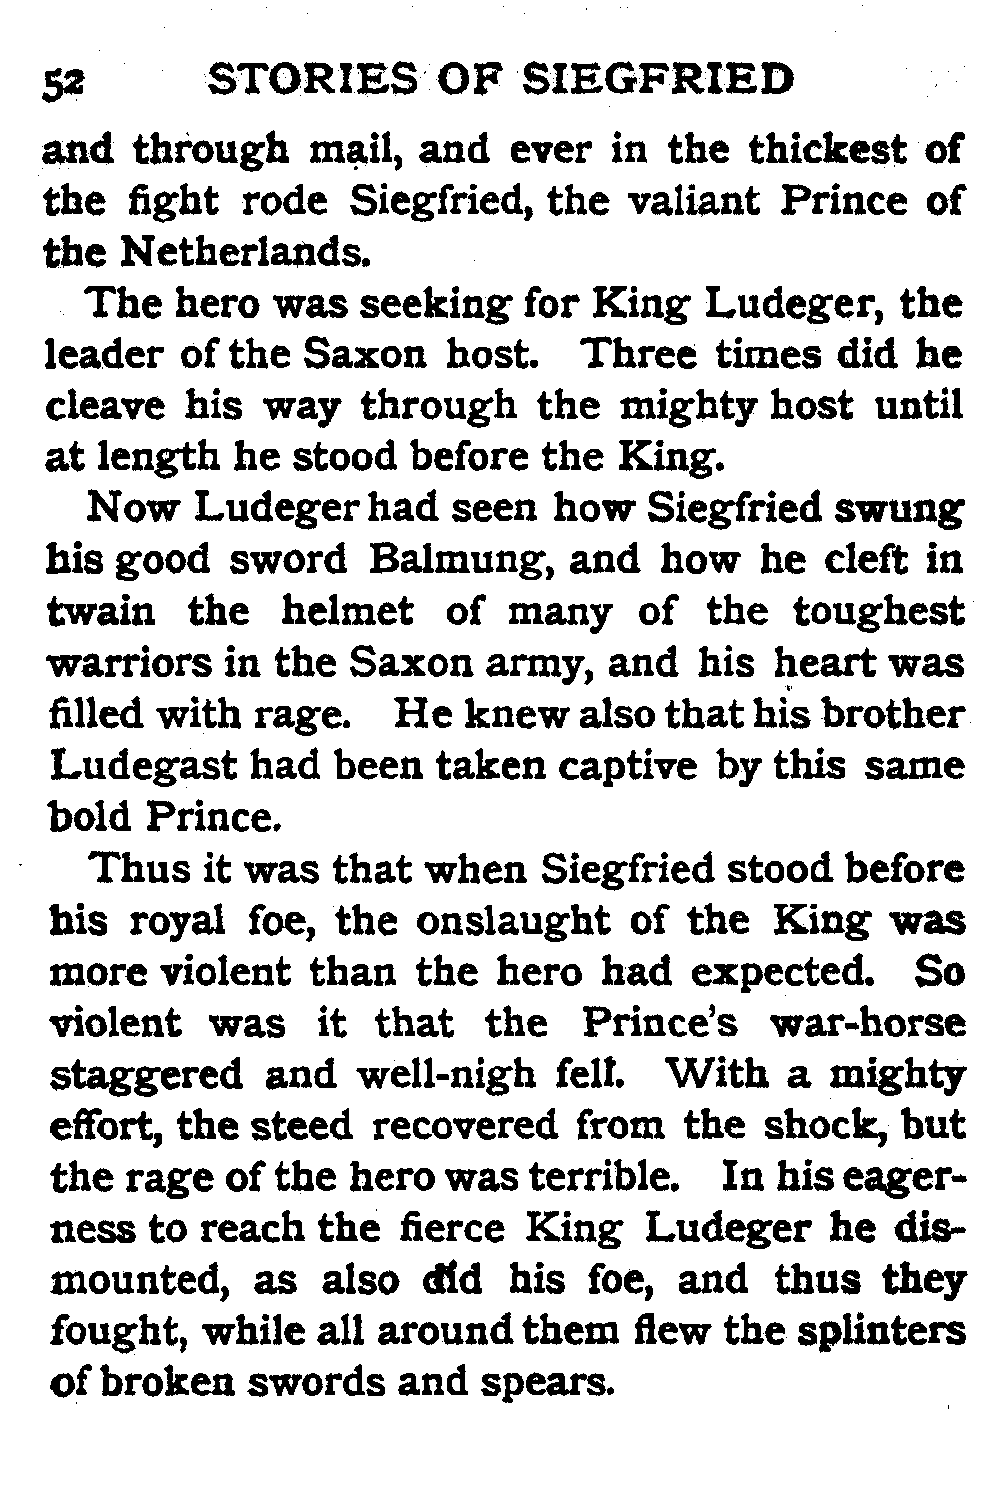 52 STORIES OF SIEGFRIED
and through mail, and ever in the thickest of
the fight rode Siegfried, the valiant Prince of
the Netherlands.
The hero was seeking for King Ludeger, the
leader of the Saxon host. Three times did he
cleave his way through the mighty host until
at length he stood before the King.
Now Ludeger had seen how Siegfried swung
his good sword Balmung, and how he cleft in
twain the helmet of many of the toughest
warriors in the Saxon army, and his heart was
filled with rage. He knew also that his brother
Ludegast had been taken captive by this same
bold Prince.
Thus it was that when Siegfried stood before
his royal foe, the onslaught of the King was
more violent than the hero had expected. So
violent was it that the Prince's war-horse
staggered and well-nigh fell. With a mighty
effort, the steed recovered from the shock, but
the rage of the hero was terrible. In his eager-
ness to reach the fierce King Ludeger he dis-
mounted, as also did his foe, and thus they
fought, while all around them flew the splinters
of broken swords and spears.